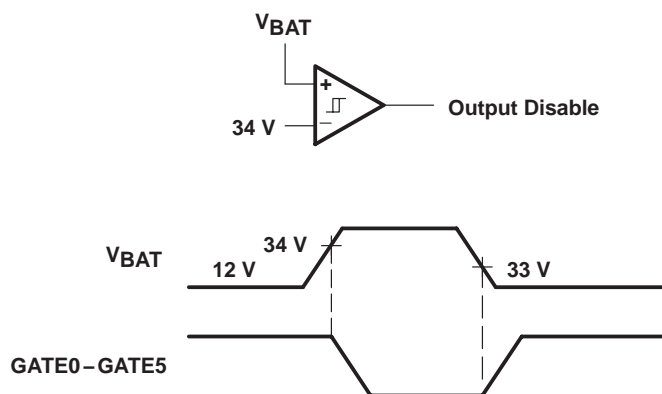 VBAT
+
34 V
−
Output Disable
VBAT
34 V
12 V
33 V
GATE0−GATE5